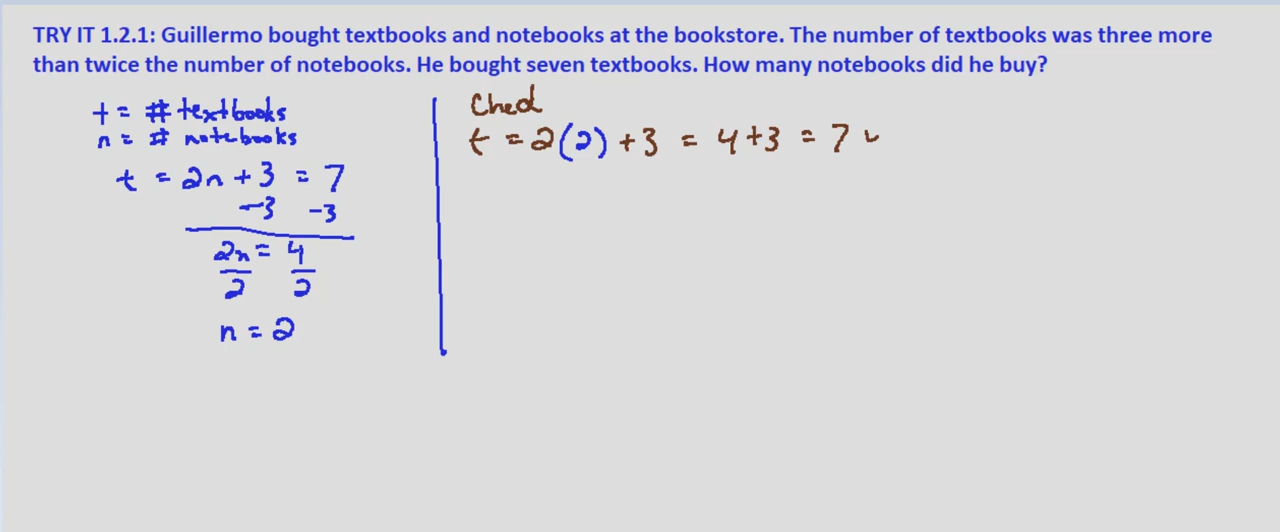 TRY IT 1.2.1: Guillermo bought textbooks and notebooks at the bookstore. The number of textbooks was three more
than twice the number of notebooks. He bought seven textbooks. How many notebooks did he buy?
t = # textbooks
n = # notebooks
t = 2n + 3 = 7
-3 -3
2n = 4
2 2
n = 2
Check
t = 2(2) + 3 = 4+3 = 7 ✓